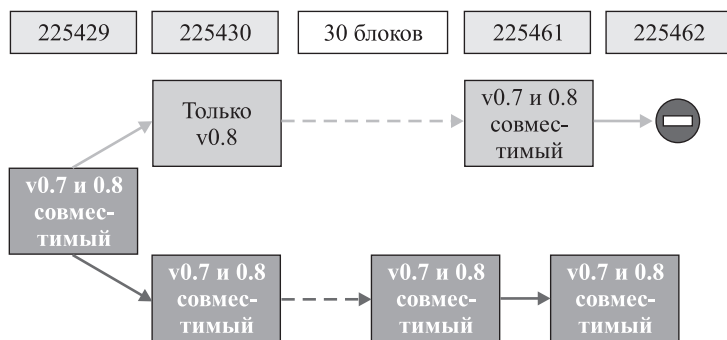 225429
225430
30 блоков
225461
225462
Только
v0.8
v0.7 и 0.8
совмес-
тимый
v0.7 и 0.8
совмес-
тимый
v0.7 и 0.8
совмес-
тимый
v0.7 и 0.8
совмес-
тимый
v0.7 и 0.8
совмес-
тимый